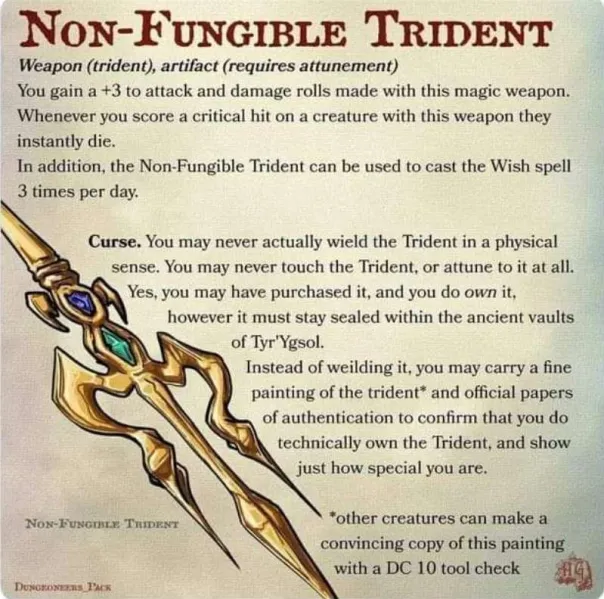 Non-Fungible Trident
Weapon (trident), artifact (requires attunement)
You gain a +3 to attack and damage rolls made with this magic weapon.
Whenever you score a critical hit on a creature with this weapon they
instantly die.
In addition, the Non-Fungible Trident can be used to cast the Wish spell
3 times per day.
Curse. You may never actually wield the Trident in a physical
sense. You may never touch the Trident, or attune to it at all.
Yes, you may have purchased it, and you do own it,
however it must stay sealed within the ancient vaults
of Tyr'Ygsol.
Instead of weilding it, you may carry a fine
painting of the trident* and official papers
of authentication to confirm that you do
technically own the Trident, and show
just how special you are.
*other creatures can make a
convincing copy of this painting
with a DC 10 tool check
Non-Fungible Trident
Dungeoneers_Pack